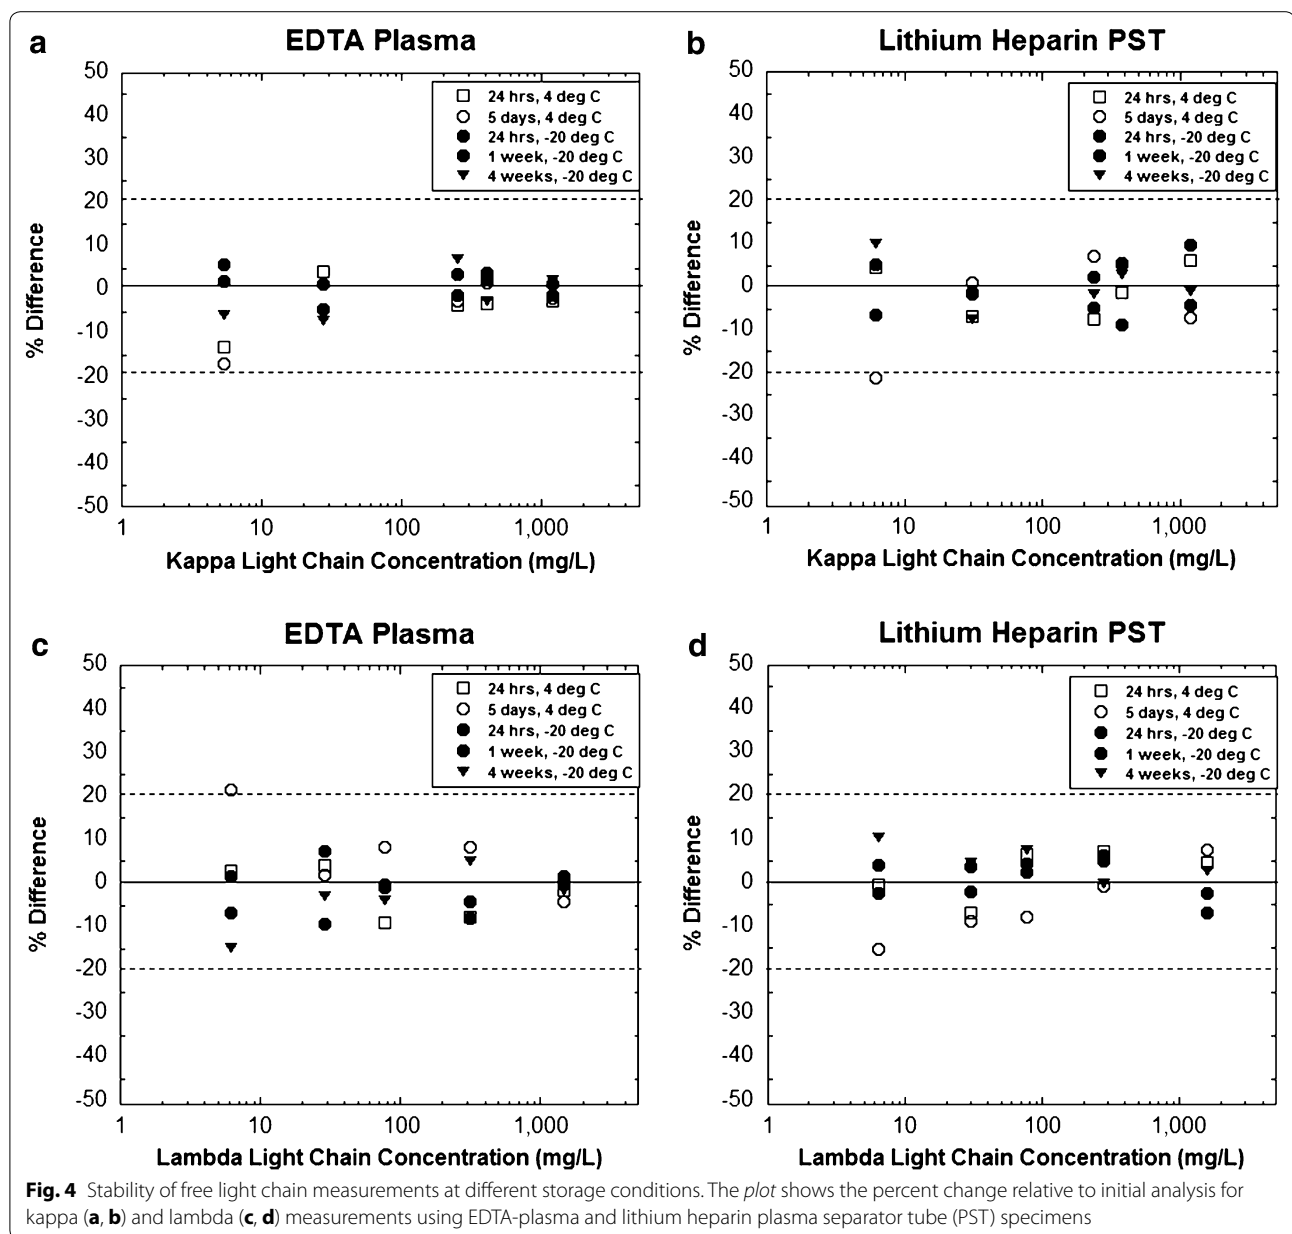 a
EDTA Plasma
50
40
30
20
10
0
-10
-20
-30
-40
-50
% Difference
24 hrs, 4 deg C
5 days, 4 deg C
24 hrs, -20 deg C
1 week, -20 deg C
4 weeks, -20 deg C
1 10 100 1,000
Kappa Light Chain Concentration (mg/L)
b
Lithium Heparin PST
50
40
30
20
10
0
-10
-20
-30
-40
-50
% Difference
24 hrs, 4 deg C
5 days, 4 deg C
24 hrs, -20 deg C
1 week, -20 deg C
4 weeks, -20 deg C
1 10 100 1,000
Kappa Light Chain Concentration (mg/L)
c
EDTA Plasma
50
40
30
20
10
0
-10
-20
-30
-40
-50
% Difference
24 hrs, 4 deg C
5 days, 4 deg C
24 hrs, -20 deg C
1 week, -20 deg C
4 weeks, -20 deg C
1 10 100 1,000
Lambda Light Chain Concentration (mg/L)
d
Lithium Heparin PST
50
40
30
20
10
0
-10
-20
-30
-40
-50
% Difference
24 hrs, 4 deg C
5 days, 4 deg C
24 hrs, -20 deg C
1 week, -20 deg C
4 weeks, -20 deg C
1 10 100 1,000
Lambda Light Chain Concentration (mg/L)
Fig. 4 Stability of free light chain measurements at different storage conditions. The plot shows the percent change relative to initial analysis for
kappa (a, b) and lambda (c, d) measurements using EDTA-plasma and lithium heparin plasma separator tube (PST) specimens